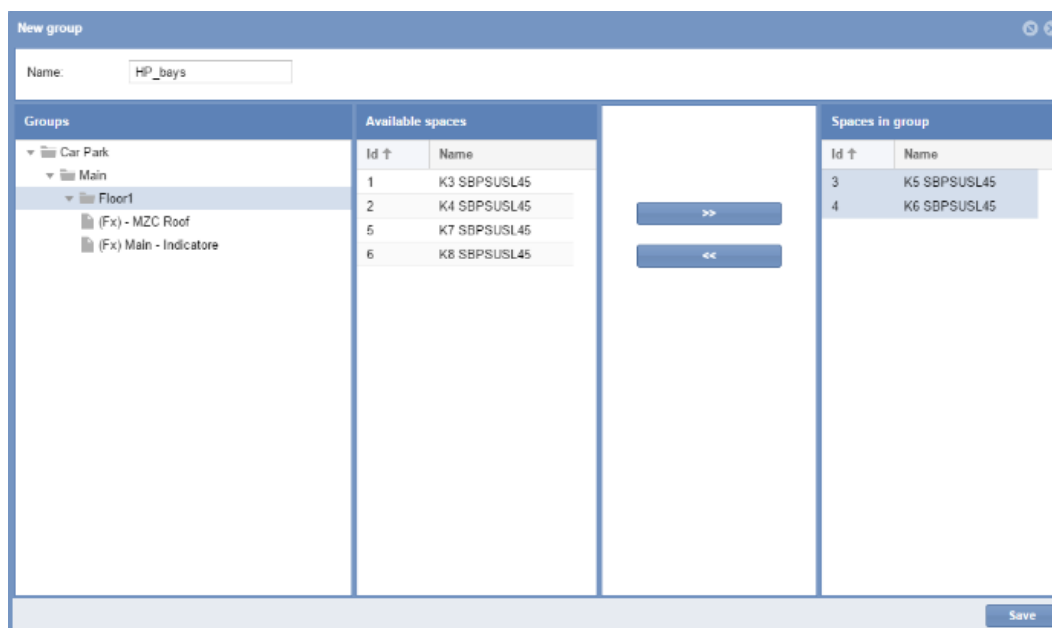 New group
Name: HP_bays
Groups
Car Park
Main
Floor1
(Fx) - MZC Roof
(Fx) Main - Indicatore
Available spaces
Id ↑ Name
1 K3 SBPSUSL45
2 K4 SBPSUSL45
5 K7 SBPSUSL45
6 K8 SBPSUSL45
>>
<<
Spaces in group
Id ↑ Name
3 K5 SBPSUSL45
4 K6 SBPSUSL45
Save